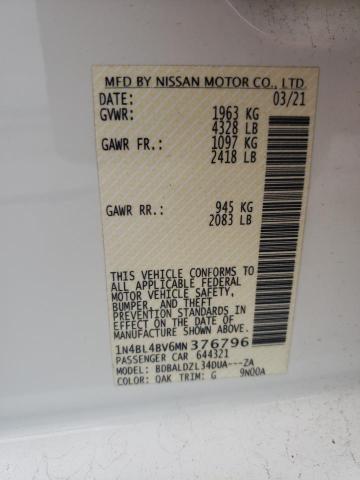 MFD BY NISSAN MOTOR CO., LTD
DATE: 03/21
GVWR: 1963 KG
4328 LB
GAWR FR: 1097 KG
2418 LB
GAWR RR: 945 KG
2083 LB
THIS VEHICLE CONFORMS TO
ALL APPLICABLE FEDERAL
MOTOR VEHICLE SAFETY,
BUMPER, AND THEFT
PREVENTION STANDARDS
IN EFFECT ON THE DATE OF
MANUFACTURE SHOWN ABOVE.
1N4BL4BV6MN376796
PASSENGER CAR 644321
MODEL: BDBALDZL34DUA---ZA
COLOR: QAK TRIM: G 9N00A